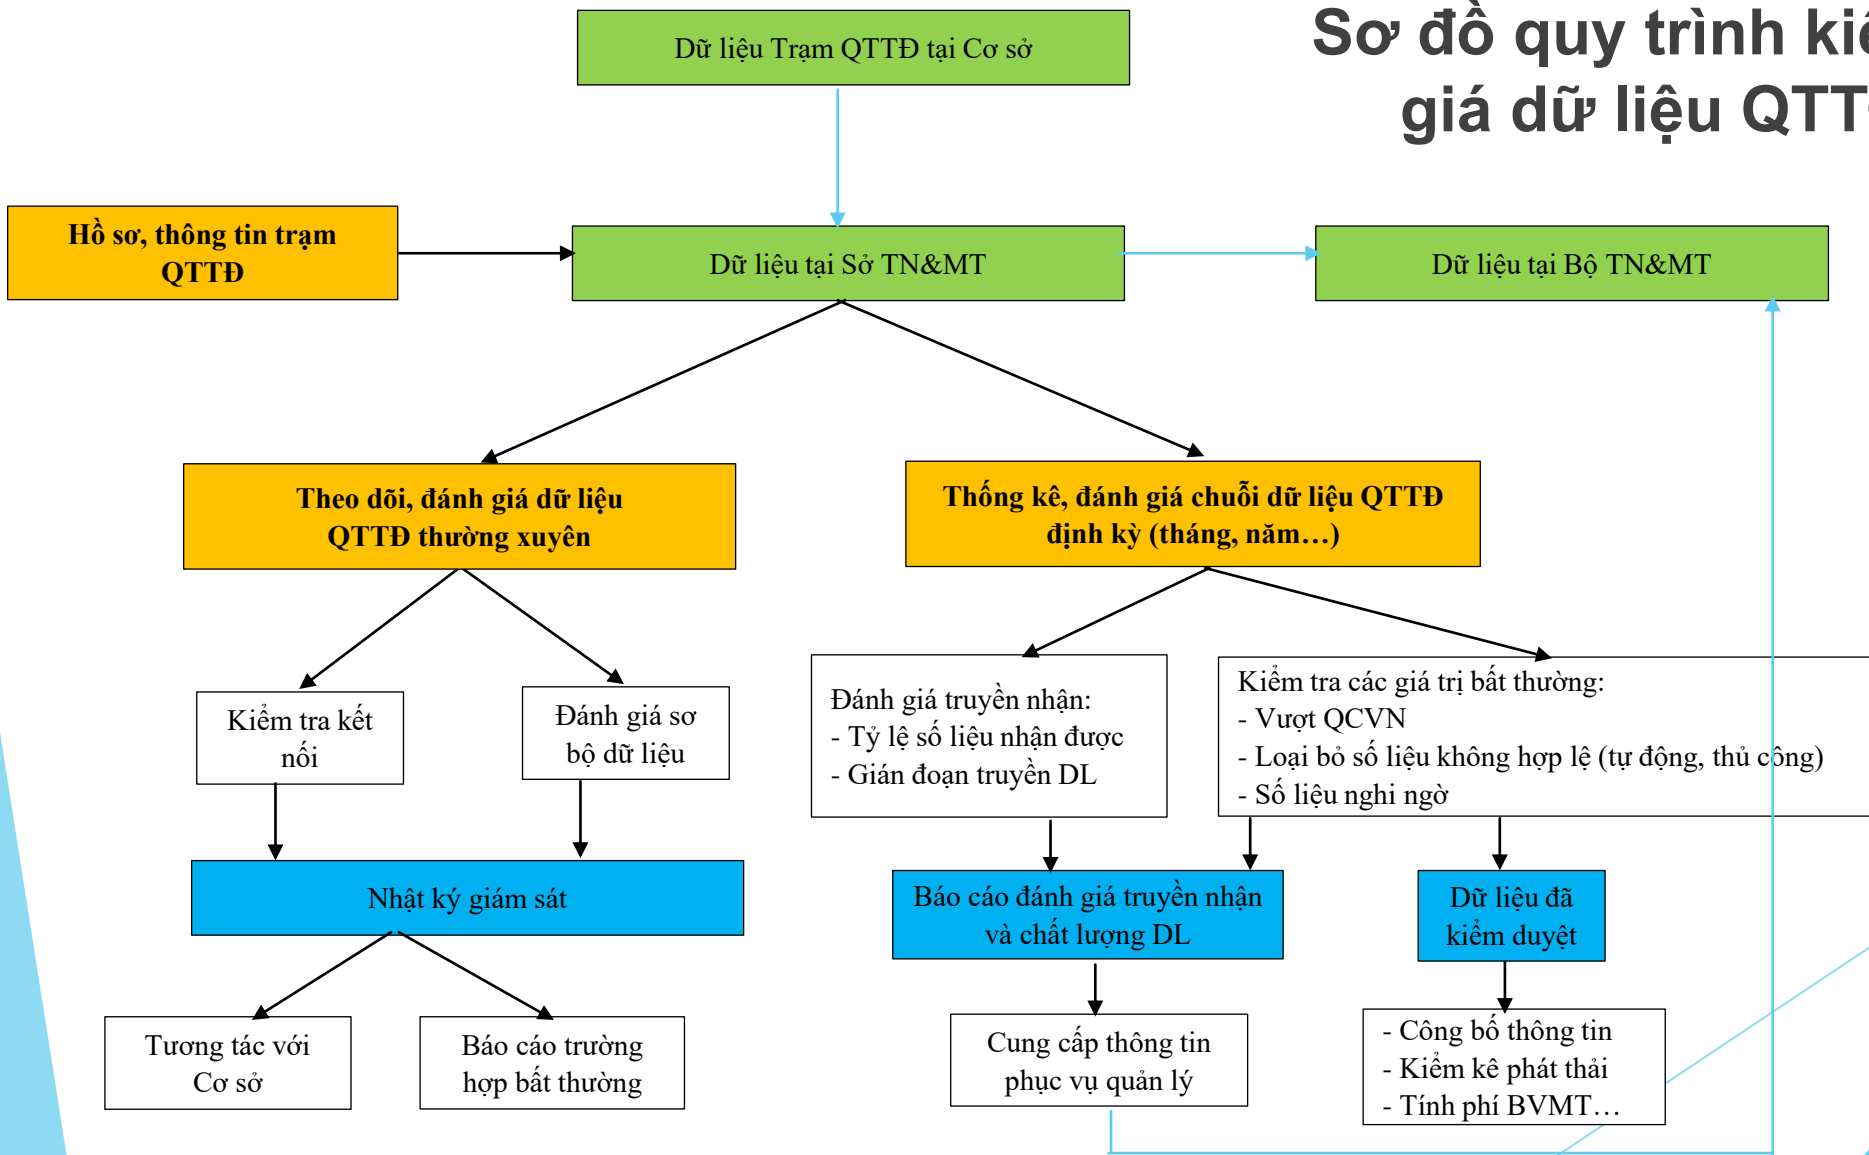 Sơ đồ quy trình
giá dữ liệu
Dữ liệu Trạm QTTĐ tại Cơ sở
Hồ sơ, thông tin trạm
QTTĐ
Dữ liệu tại Sở TN&MT
Dữ liệu tại Bộ TN&MT
Theo dõi, đánh giá dữ liệu
QTTĐ thường xuyên
Thống kê, đánh giá chuỗi dữ liệu QTTĐ
định kỳ (tháng, năm…)
Kiểm tra kết
nối
Đánh giá sơ
bộ dữ liệu
Đánh giá truyền nhận:
- Tỷ lệ số liệu nhận được
- Gián đoạn truyền DL
Kiểm tra các giá trị bất thường:
- Vượt QCVN
- Loại bỏ số liệu không hợp lệ (tự động, thủ công)
- Số liệu nghi ngờ
Nhật ký giám sát
Báo cáo đánh giá truyền nhận
và chất lượng DL
Dữ liệu đã
kiểm duyệt
Tương tác với
Cơ sở
Báo cáo trường
hợp bất thường
Cung cấp thông tin
phục vụ quản lý
- Công bố thông tin
- Kiểm kê phát thải
- Tính phí BVMT…